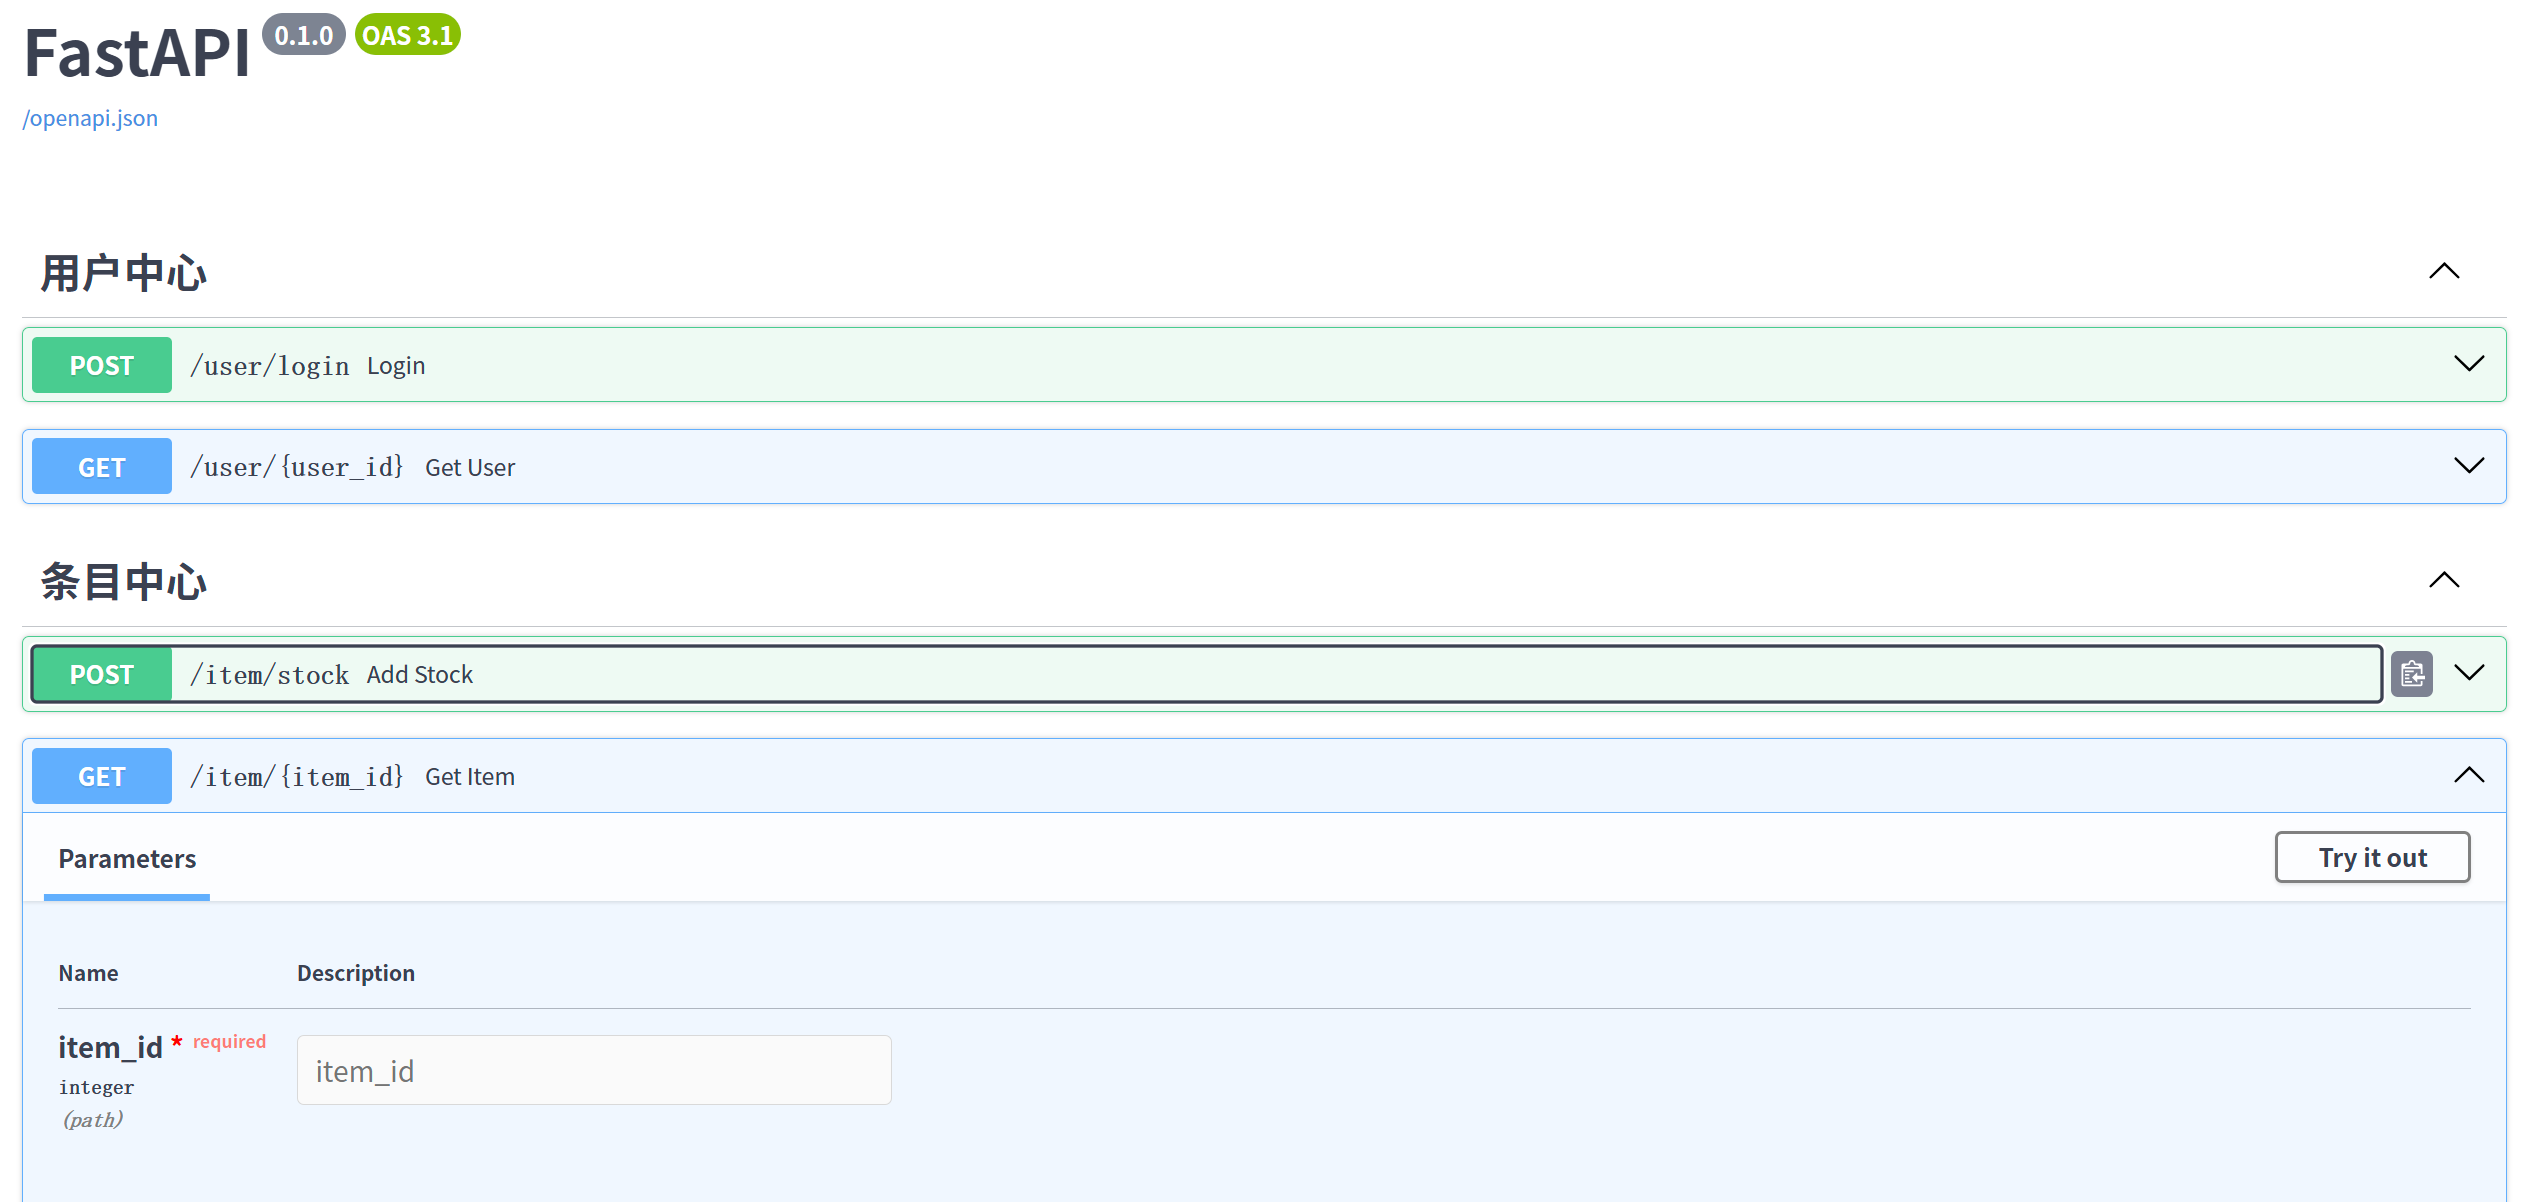 FastAPI 0.1.0 OAS 3.1
/openapi.json
用户中心
POST /user/login Login
GET /user/{user_id} Get User
条目中心
POST /item/stock Add Stock
GET /item/{item_id} Get Item
Parameters Try it out
Name Description
item_id * required item_id
integer
(path)